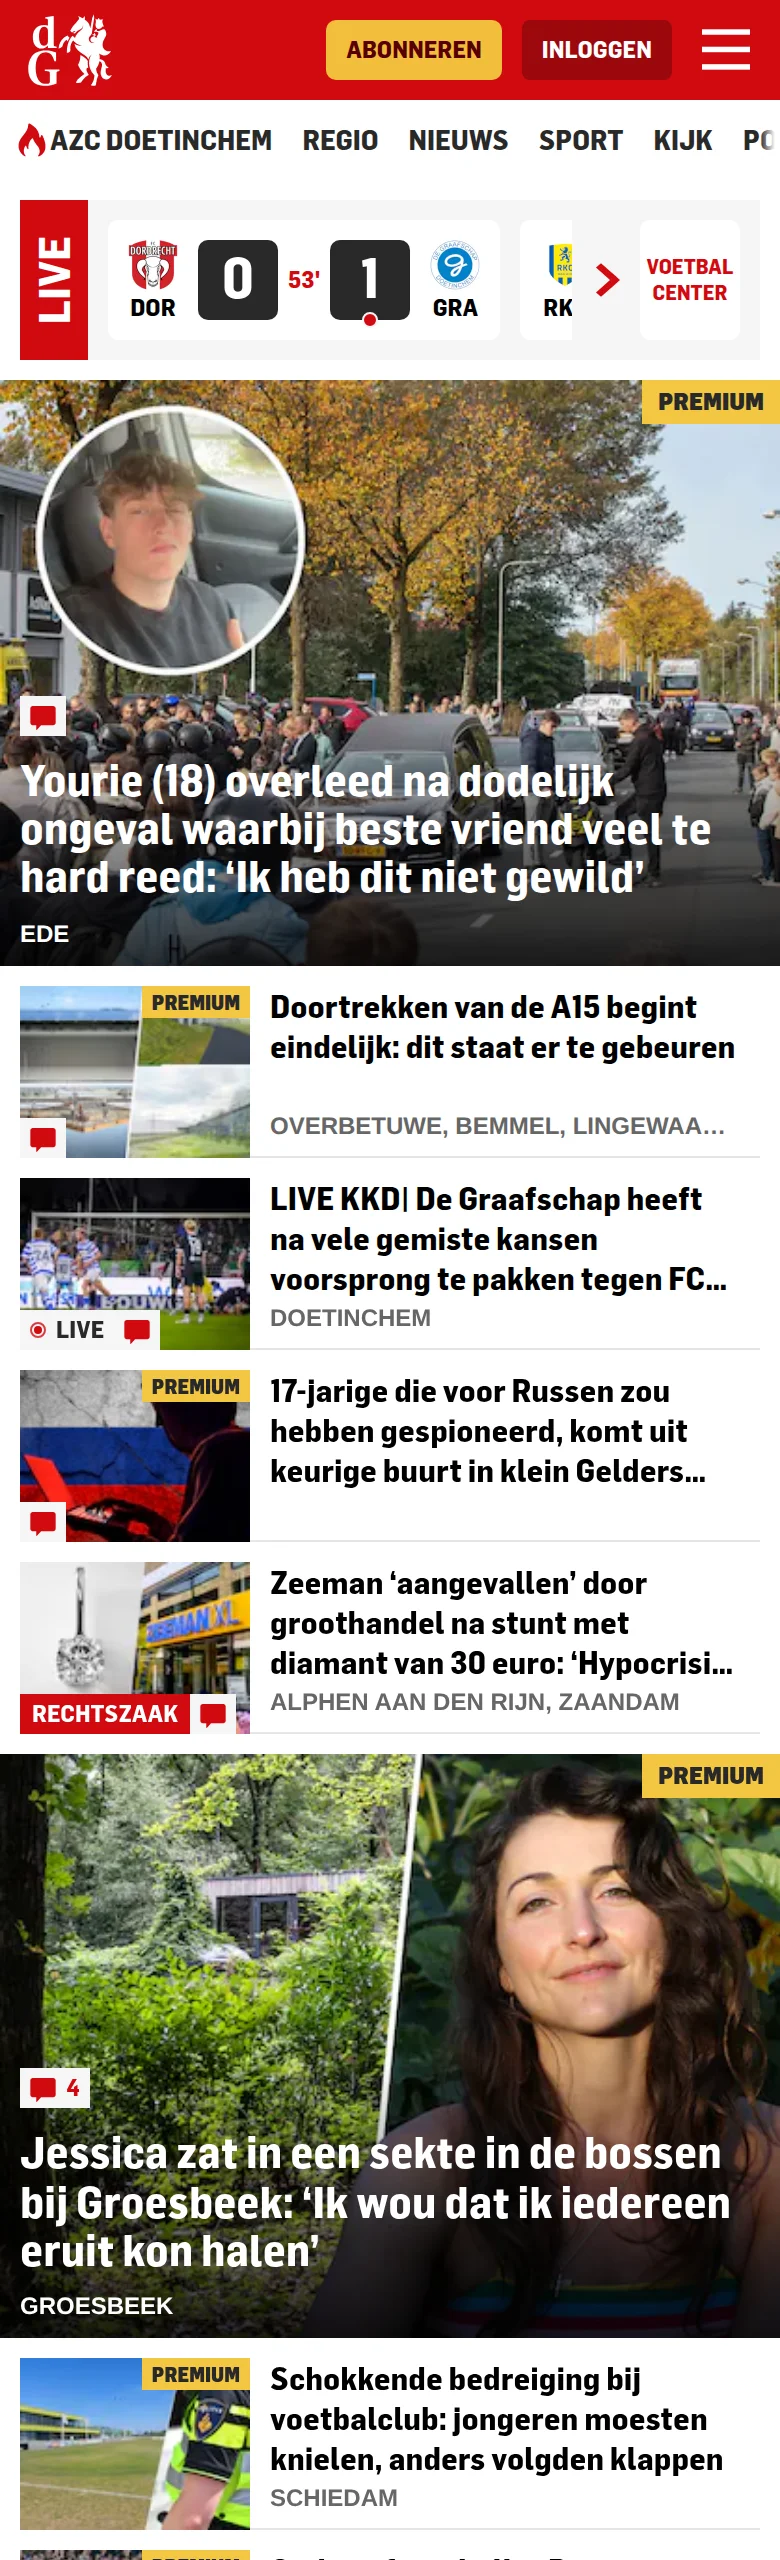 dG
ABONNEREN
INLOGGEN
AZC DOETINCHEM REGIO NIEUWS SPORT KIJK PO
LIVE
DORDRECHT
DOR
0
53'
1
DE GRAAFSCHAP
DOETINCHEM
GRA
RKC
RK
VOETBAL
CENTER
PREMIUM
Yourie (18) overleed na dodelijk
ongeval waarbij beste vriend veel te
hard reed: ‘Ik heb dit niet gewild’
EDE
PREMIUM
Doortrekken van de A15 begint
eindelijk: dit staat er te gebeuren
OVERBETUWE, BEMMEL, LINGEWAA...
LIVE KKD| De Graafschap heeft
na vele gemiste kansen
voorsprong te pakken tegen FC...
LIVE
DOETINCHEM
PREMIUM
17-jarige die voor Russen zou
hebben gespioneerd, komt uit
keurige buurt in klein Gelders...
ZEEMAN XL
Zeeman ‘aangevallen’ door
groothandel na stunt met
diamant van 30 euro: ‘Hypocrisi...
RECHTSZAAK
ALPHEN AAN DEN RIJN, ZAANDAM
PREMIUM
4
Jessica zat in een sekte in de bossen
bij Groesbeek: ‘Ik wou dat ik iedereen
eruit kon halen’
GROESBEEK
PREMIUM
Schokkende bedreiging bij
voetbalclub: jongeren moesten
knielen, anders volgden klappen
SCHIEDAM